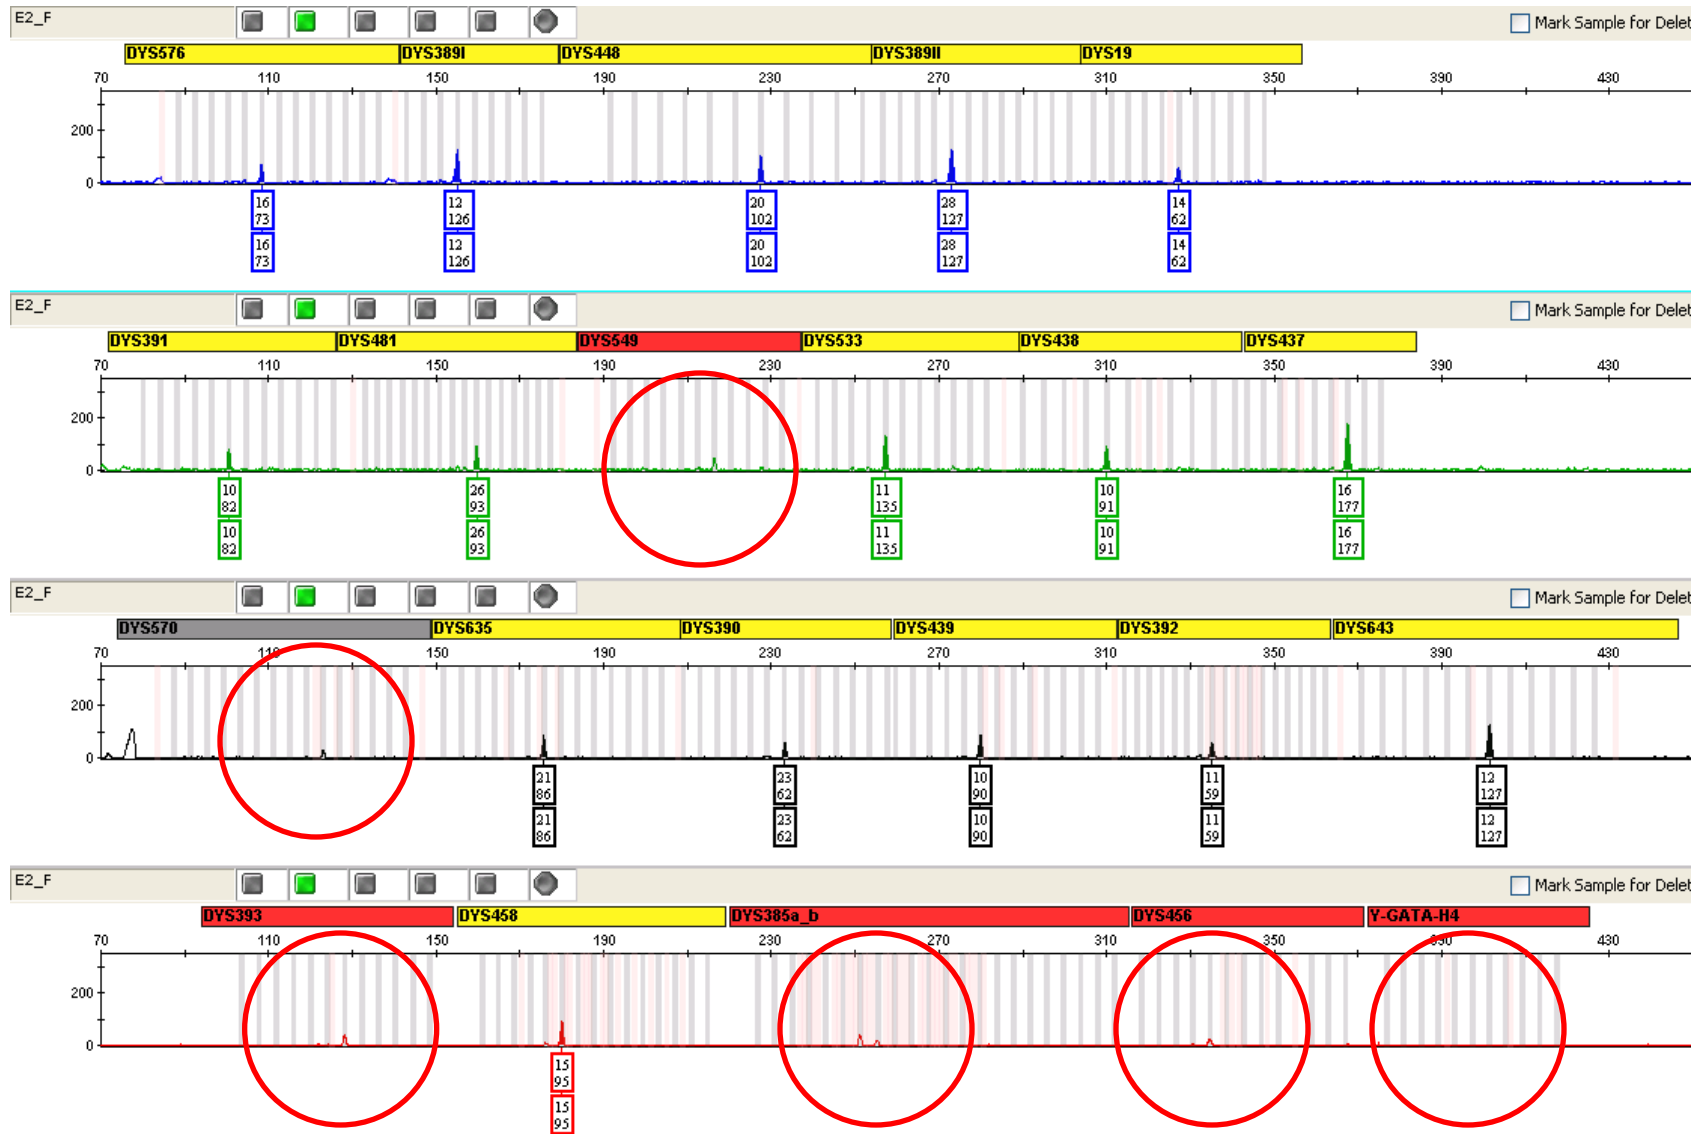 E2_F Mark Sample for Delet
DYS576 DYS389I DYS448 DYS389II DYS19
70 110 150 190 230 270 310 350 390 430
200
0
16 12 20 28 14
73 126 102 127 62
16 12 20 28 14
73 126 102 127 62
E2_F Mark Sample for Delet
DYS391 DYS481 DYS549 DYS533 DYS438 DYS437
70 110 150 190 230 270 310 350 390 430
200
0
10 26 11 10 16
82 93 135 91 177
10 26 11 10 16
82 93 135 91 177
E2_F Mark Sample for Delet
DYS570 DYS635 DYS390 DYS439 DYS392 DYS643
70 110 150 190 230 270 310 350 390 430
200
0
21 23 10 11 12
86 62 90 59 127
21 23 10 11 12
86 62 90 59 127
E2_F Mark Sample for Delet
DYS393 DYS458 DYS385a_b DYS456 Y-GATA-H4
70 110 150 190 230 270 310 350 390 430
200
0
15
95
15
95